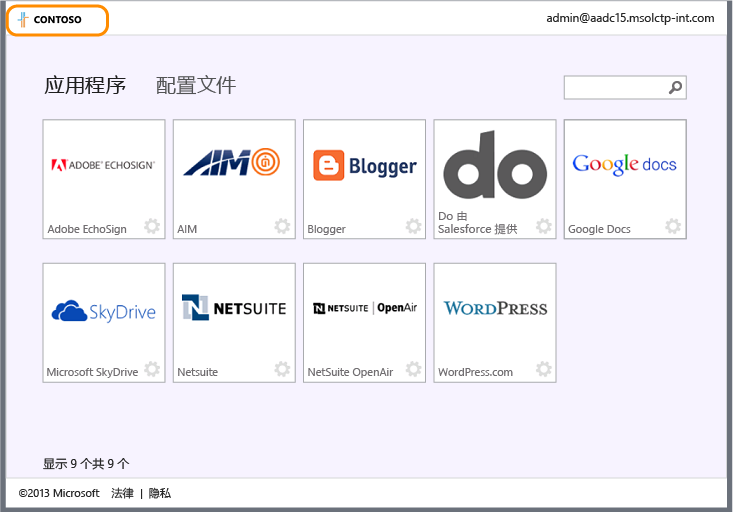 CONTOSO
admin@aadc15.msolctp-int.com
应用程序 配置文件
ADOBE® ECHOSIGN®
Adobe EchoSign
AIM
AIM
Blogger
Blogger
do
Do 由
Salesforce 提供
Google docs
Google Docs
SkyDrive
Microsoft SkyDrive
NETSUITE
Netsuite
NETSUITE | OpenAir
NetSuite OpenAir
WORDPRESS
WordPress.com
显示 9 个共 9 个
©2013 Microsoft 法律 | 隐私